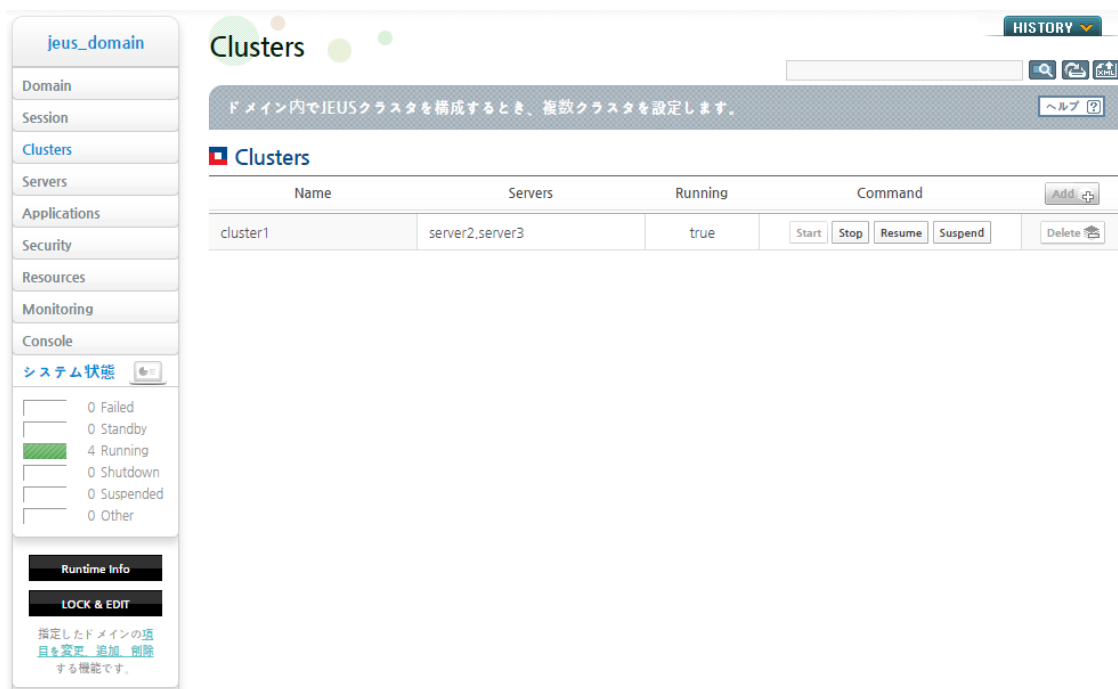 jeus_domain
Domain
Session
Clusters
Servers
Applications
Security
Resources
Monitoring
Console
システム状態
0 Failed
0 Standby
4 Running
0 Shutdown
0 Suspended
0 Other
Runtime Info
LOCK & EDIT
指定したドメインの項
目を変更、追加、削除
する機能です。
HISTORY
Clusters
XML
ドメイン内でJEUSクラスタを構成するとき、複数クラスタを設定します。
ヘルプ ?
Clusters
Name Servers Running Command Add
cluster1 server2,server3 true Start Stop Resume Suspend Delete